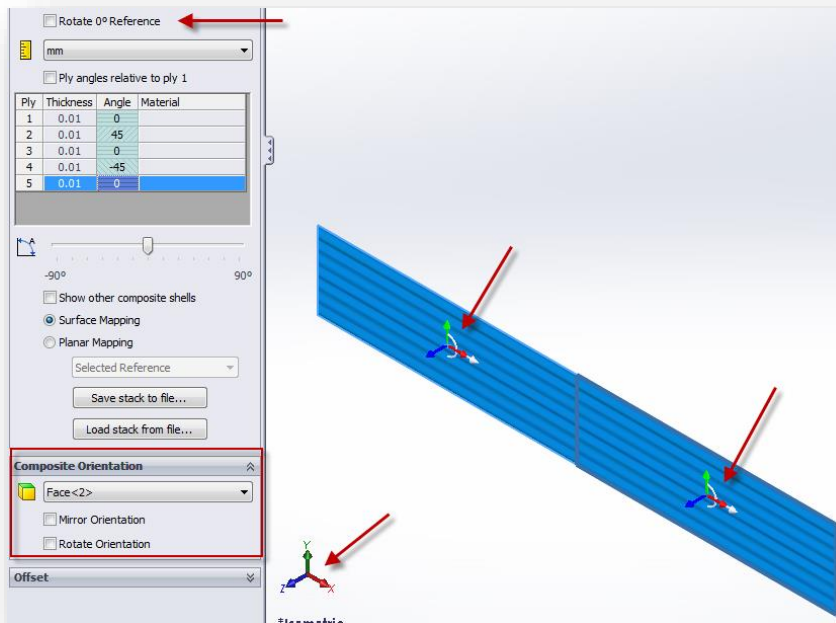 Rotate 0º Reference
mm
Ply angles relative to ply 1
Ply Thickness Angle Material
1 0.01 0
2 0.01 45
3 0.01 0
4 0.01 -45
5 0.01 0
A
-90º 90º
Show other composite shells
Surface Mapping
Planar Mapping
Selected Reference
Save stack to file...
Load stack from file...
Composite Orientation
Face<2>
Mirror Orientation
Rotate Orientation
Offset
Y
Z X
*Isometric